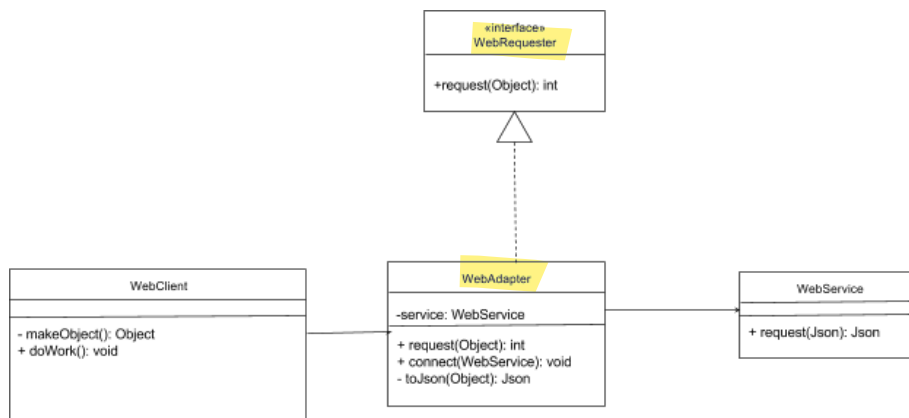 «interface»
WebRequester
+request(Object): int
WebClient
- makeObject(): Object
+ doWork(): void
WebAdapter
-service: WebService
+ request(Object): int
+ connect(WebService): void
- toJson(Object): Json
WebService
+ request(Json): Json